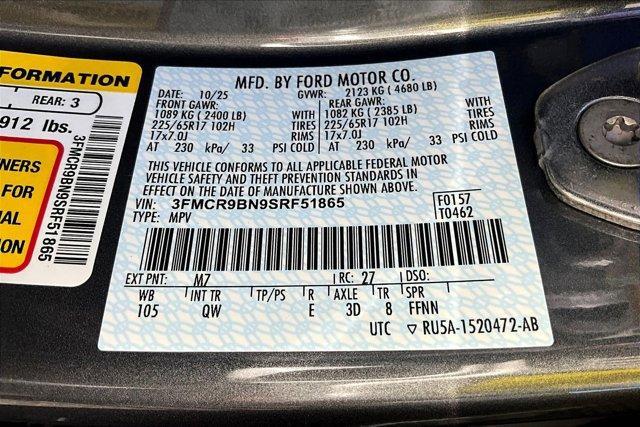 FORMATION
REAR: 3
912 lbs.
NERS
FOR
NAL
ON
3FMCR9BN9SRF51865
MFD. BY FORD MOTOR CO.
DATE: 10/25 GVWR: 2123 KG ( 4680 LB)
FRONT GAWR: REAR GAWR:
1089 KG ( 2400 LB) WITH 1082 KG ( 2385 LB) WITH
225/65R17 102H TIRES 225/65R17 102H TIRES
17x7.0J RIMS 17x7.0J RIMS
AT 230 kPa/ 33 PSI COLD AT 230 kPa/ 33 PSI COLD
THIS VEHICLE CONFORMS TO ALL APPLICABLE FEDERAL MOTOR
VEHICLE SAFETY AND THEFT PREVENTION STANDARDS IN
EFFECT ON THE DATE OF MANUFACTURE SHOWN ABOVE.
VIN: 3FMCR9BN9SRF51865 F0157
TYPE: MPV T0462
EXT PNT: M7 RC: 27 DSO:
WB INT TR TP/PS R AXLE TR SPR
105 QW E 3D 8 FFNN
UTC ▽ RU5A-1520472-AB